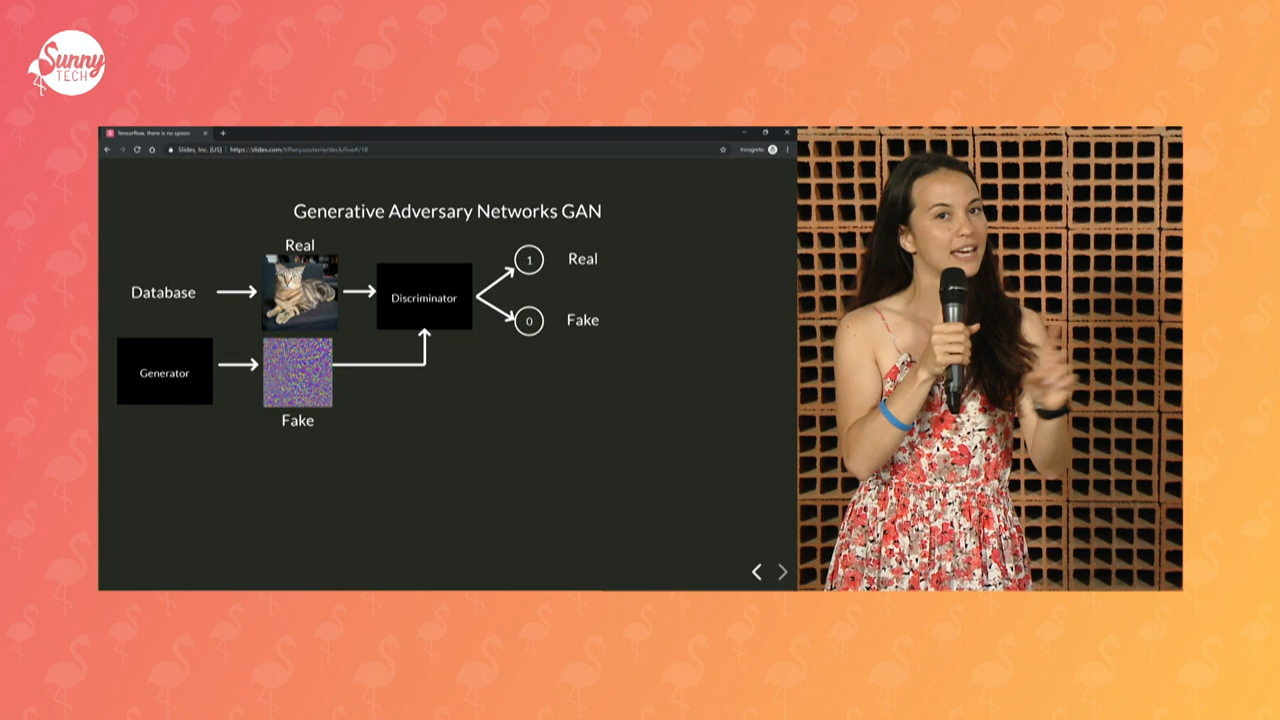 Sunny
TECH
Tensorflow, there is no spoon
Slides, Inc. [US]
https://slides.com/tiffanysouterre/deck/live#/18
Incognito
Generative Adversary Networks GAN
Real
Database
Discriminator
1
Real
0
Fake
Generator
Fake